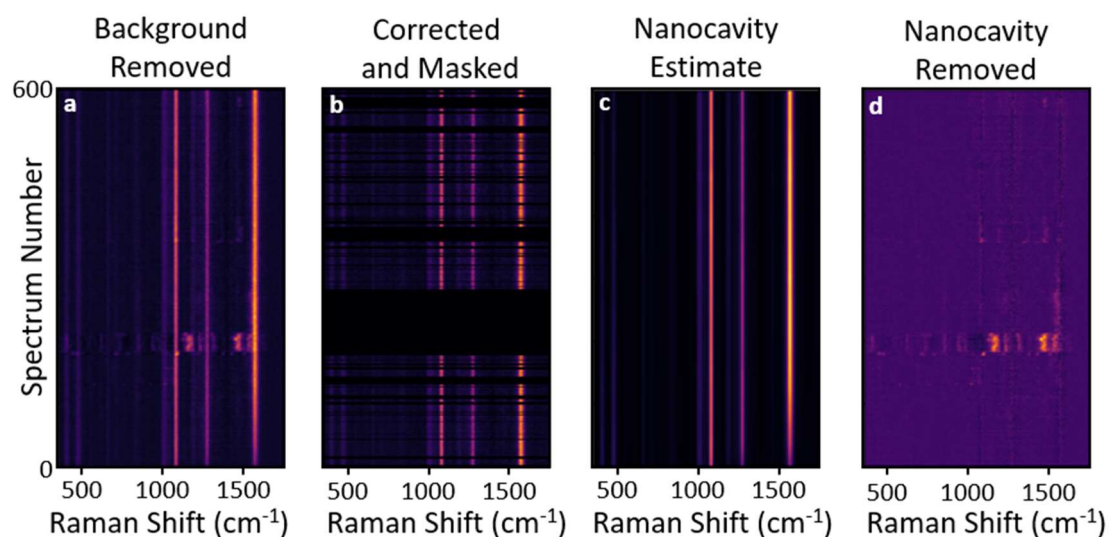 Background
Removed
Corrected
and Masked
Nanocavity
Estimate
Nanocavity
Removed
a
b
c
d
600
0
Spectrum Number
500 1000 1500
Raman Shift (cm⁻¹)
500 1000 1500
Raman Shift (cm⁻¹)
500 1000 1500
Raman Shift (cm⁻¹)
500 1000 1500
Raman Shift (cm⁻¹)